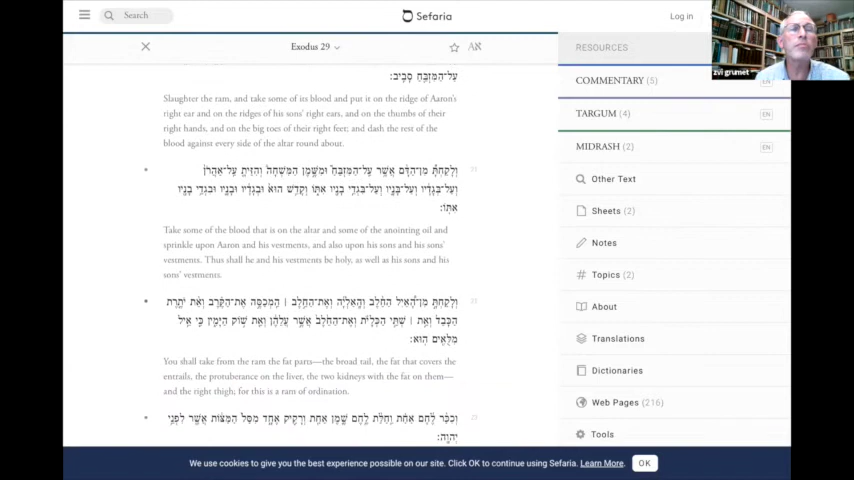 Search
Sefaria
Log in
Exodus 29
RESOURCES
zvi grumet
עַל־הַמִּזְבֵּ֖חַ סָבִֽיב׃
Slaughter the ram, and take some of its blood and put it on the ridge of Aaron's
right ear and on the ridges of his sons' right ears, and on the thumbs of their
right hands, and on the big toes of their right feet; and dash the rest of the
blood against every side of the altar round about.
וְלָקַחְתָּ֞ מִן־הַדָּ֨ם אֲשֶׁ֥ר עַֽל־הַמִּזְבֵּ֘חַ֮ וּמִשֶּׁ֣מֶן הַמִּשְׁחָה֒ וְהִזֵּיתָ֤ עַֽל־אַהֲרֹן֙
וְעַל־בְּגָדָ֔יו וְעַל־בָּנָ֛יו וְעַל־בִּגְדֵ֥י בָנָ֖יו אִתּ֑וֹ וְקָדַ֥שׁ הוּא֙ וּבְגָדָ֔יו וּבָנָ֛יו וּבִגְדֵ֥י בָנָ֖יו
אִתּֽוֹ׃
Take some of the blood that is on the altar and some of the anointing oil and
sprinkle upon Aaron and his vestments, and also upon his sons and his sons'
vestments. Thus shall he and his vestments be holy, as well as his sons and his
sons' vestments.
וְלָקַחְתָּ֣ מִן־הָ֠אַ֠יִל הַחֵ֨לֶב וְהָֽאַלְיָ֜ה וְאֶת־הַחֵ֣לֶב ׀ הַֽמְכַסֶּ֣ה אֶת־הַקֶּ֗רֶב וְאֵ֨ת יֹתֶ֤רֶת
הַכָּבֵד֙ וְאֵ֣ת ׀ שְׁתֵּ֣י הַכְּלָיֹ֗ת וְאֶת־הַחֵ֙לֶב֙ אֲשֶׁ֣ר עֲלֵיהֶ֔ן וְאֵ֖ת שׁ֣וֹק הַיָּמִ֑ין כִּ֛י אֵ֥יל
מִלֻּאִ֖ים הֽוּא׃
You shall take from the ram the fat parts—the broad tail, the fat that covers the
entrails, the protuberance on the liver, the two kidneys with the fat on them—
and the right thigh; for this is a ram of ordination.
וְכִכַּ֨ר לֶ֜חֶם אַחַ֗ת וְֽחַלַּ֨ת לֶ֥חֶם שֶׁ֛מֶן אַחַ֖ת וְרָקִ֣יק אֶחָ֑ד מִסַּל֙ הַמַּצּ֔וֹת אֲשֶׁ֖ר לִפְנֵ֥י
יְהוָֽה׃
COMMENTARY (5)
EN
TARGUM (4)
EN
MIDRASH (2)
EN
Other Text
Sheets (2)
Notes
Topics (2)
About
Translations
Dictionaries
Web Pages (216)
Tools
We use cookies to give you the best experience possible on our site. Click OK to continue using Sefaria. Learn More.
OK